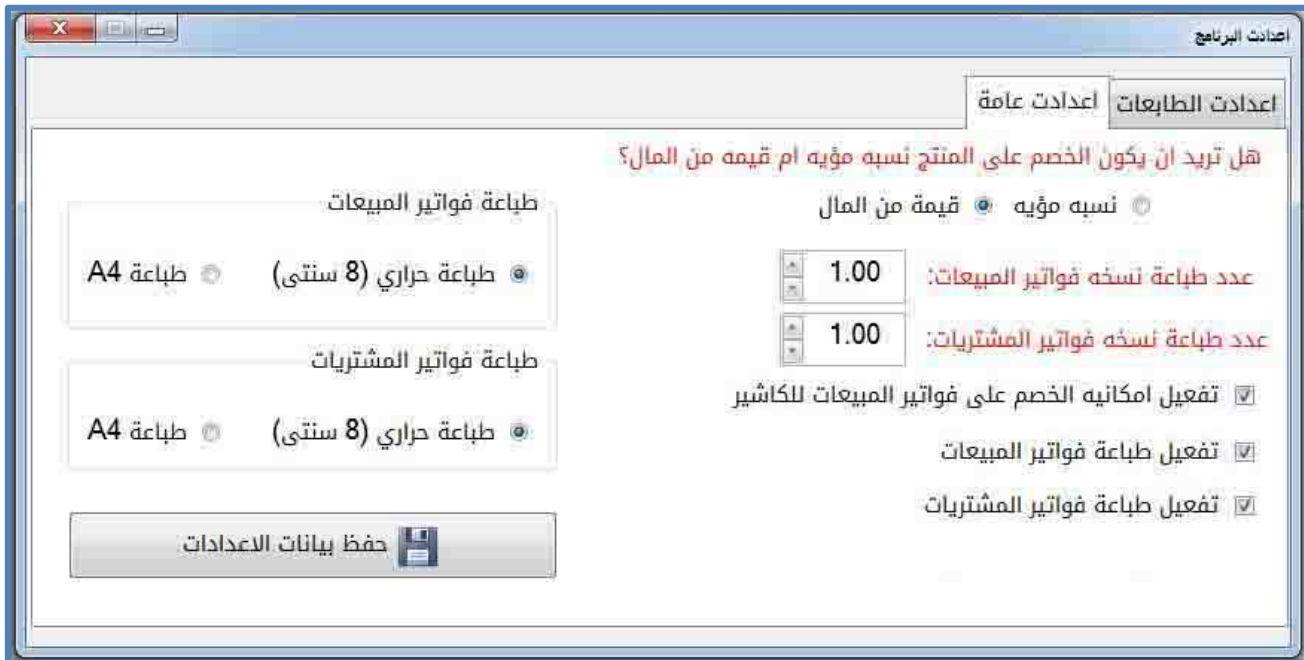 اعدادت البرنامج
اعدادت الطابعات
اعدادت عامة
هل تريد ان يكون الخصم على المنتج نسبه مؤيه ام قيمه من المال؟
نسبه مؤيه
قيمة من المال
عدد طباعة نسخه فواتير المبيعات:
1.00
عدد طباعة نسخه فواتير المشتريات:
1.00
تفعيل امكانيه الخصم على فواتير المبيعات للكاشير
تفعيل طباعة فواتير المبيعات
تفعيل طباعة فواتير المشتريات
طباعة فواتير المبيعات
طباعة حراري (8 سنتى)
طباعة A4
طباعة فواتير المشتريات
طباعة حراري (8 سنتى)
طباعة A4
حفظ بيانات الاعدادات